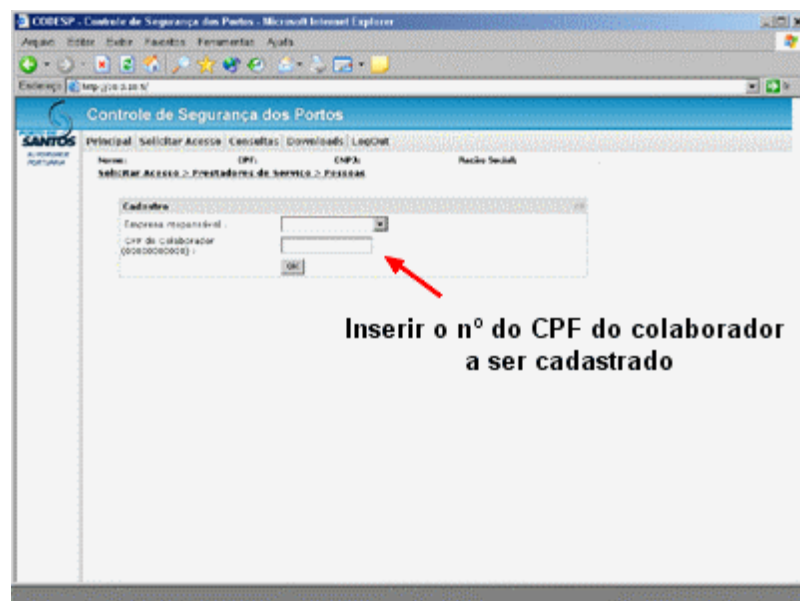 CODESP - Controle de Segurança dos Portos - Microsoft Internet Explorer
Arquivo Editar Exibir Favoritos Ferramentas Ajuda
Endereço
Controle de Segurança dos Portos
SANTOS
Principal Solicitar Acesso Consultas Downloads LogOut
Nome: CPF: CNPJ: Razão Social:
Solicitar Acesso > Prestadores de Serviço > Pessoas
Cadastro
Empresa responsável :
CPF do Colaborador
(00000000000) :
OK
Inserir o nº do CPF do colaborador
a ser cadastrado